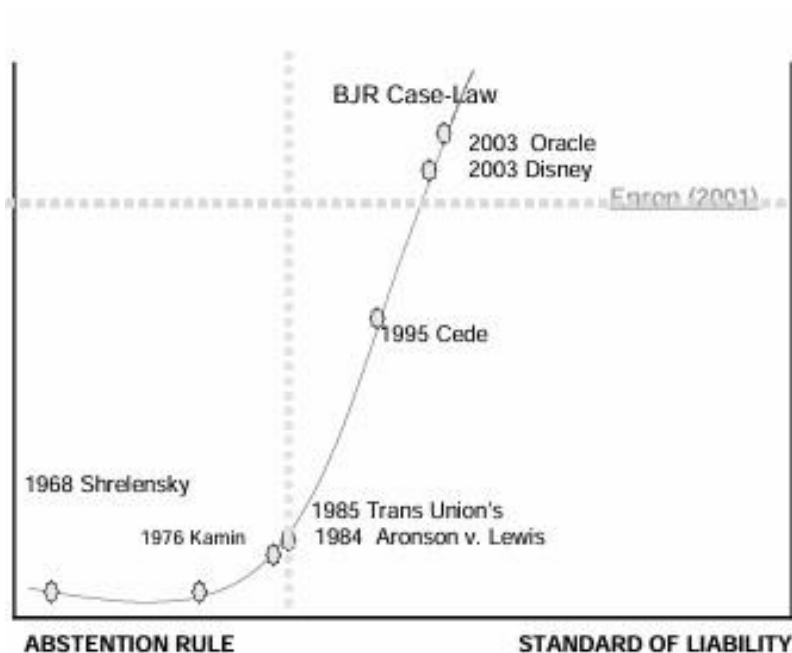 BJR Case-Law
2003 Oracle
2003 Disney
Enron (2001)
1995 Cede
1968 Shrelensky
1985 Trans Union's
1976 Kamin
1984 Aronson v. Lewis
ABSTENTION RULE
STANDARD OF LIABILITY